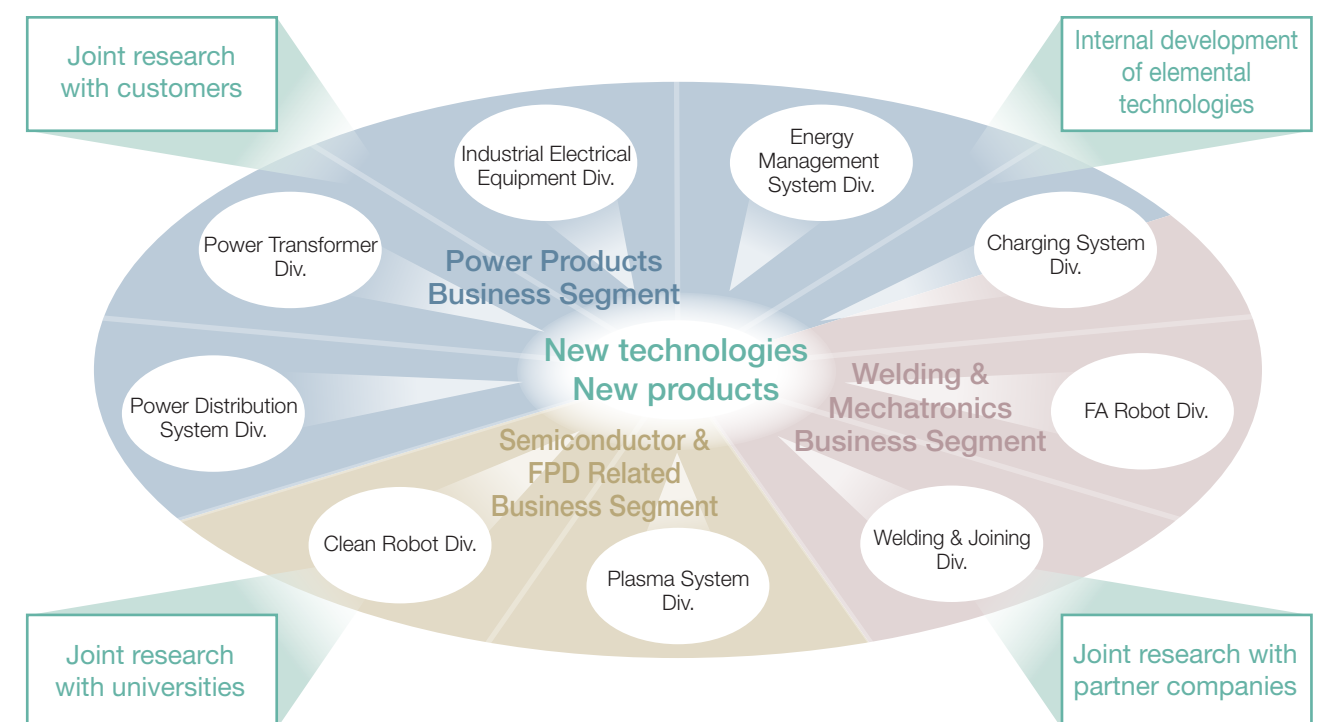 Joint research
with customers
Internal development
of elemental
technologies
Industrial Electrical
Equipment Div.
Energy
Management
System Div.
Power Transformer
Div.
Charging System
Div.
Power Products
Business Segment
New technologies
New products
Power Distribution
System Div.
Welding &
Mechatronics
Business Segment
FA Robot Div.
Semiconductor &
FPD Related
Business Segment
Clean Robot Div.
Plasma System
Div.
Welding & Joining
Div.
Joint research
with universities
Joint research with
partner companies